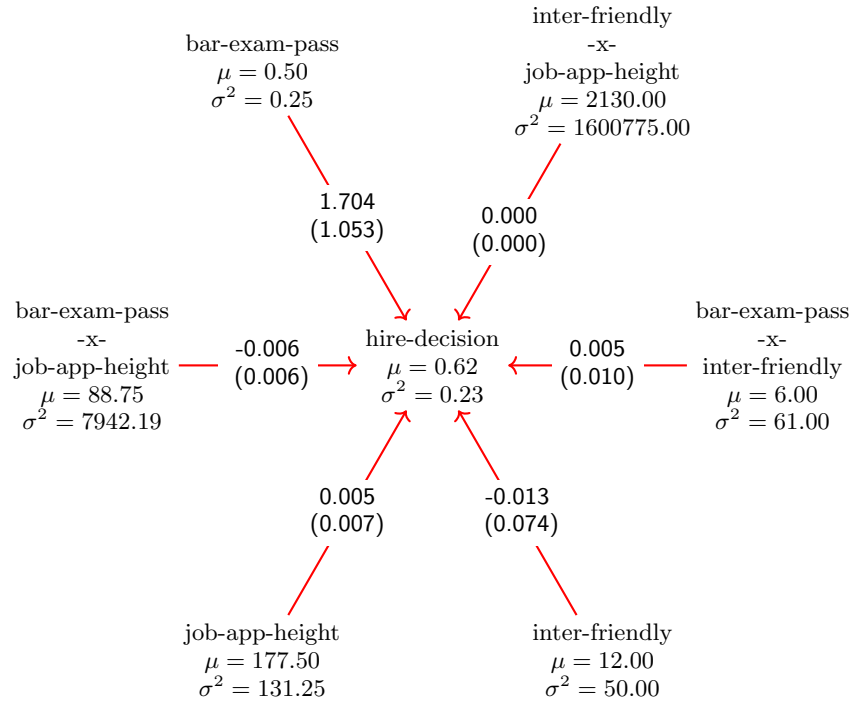 bar-exam-pass
μ = 0.50
σ² = 0.25
inter-friendly
-x-
job-app-height
μ = 2130.00
σ² = 1600775.00
1.704
(1.053)
0.000
(0.000)
bar-exam-pass
-x-
job-app-height
μ = 88.75
σ² = 7942.19
-0.006
(0.006)
hire-decision
μ = 0.62
σ² = 0.23
0.005
(0.010)
bar-exam-pass
-x-
inter-friendly
μ = 6.00
σ² = 61.00
0.005
(0.007)
-0.013
(0.074)
job-app-height
μ = 177.50
σ² = 131.25
inter-friendly
μ = 12.00
σ² = 50.00